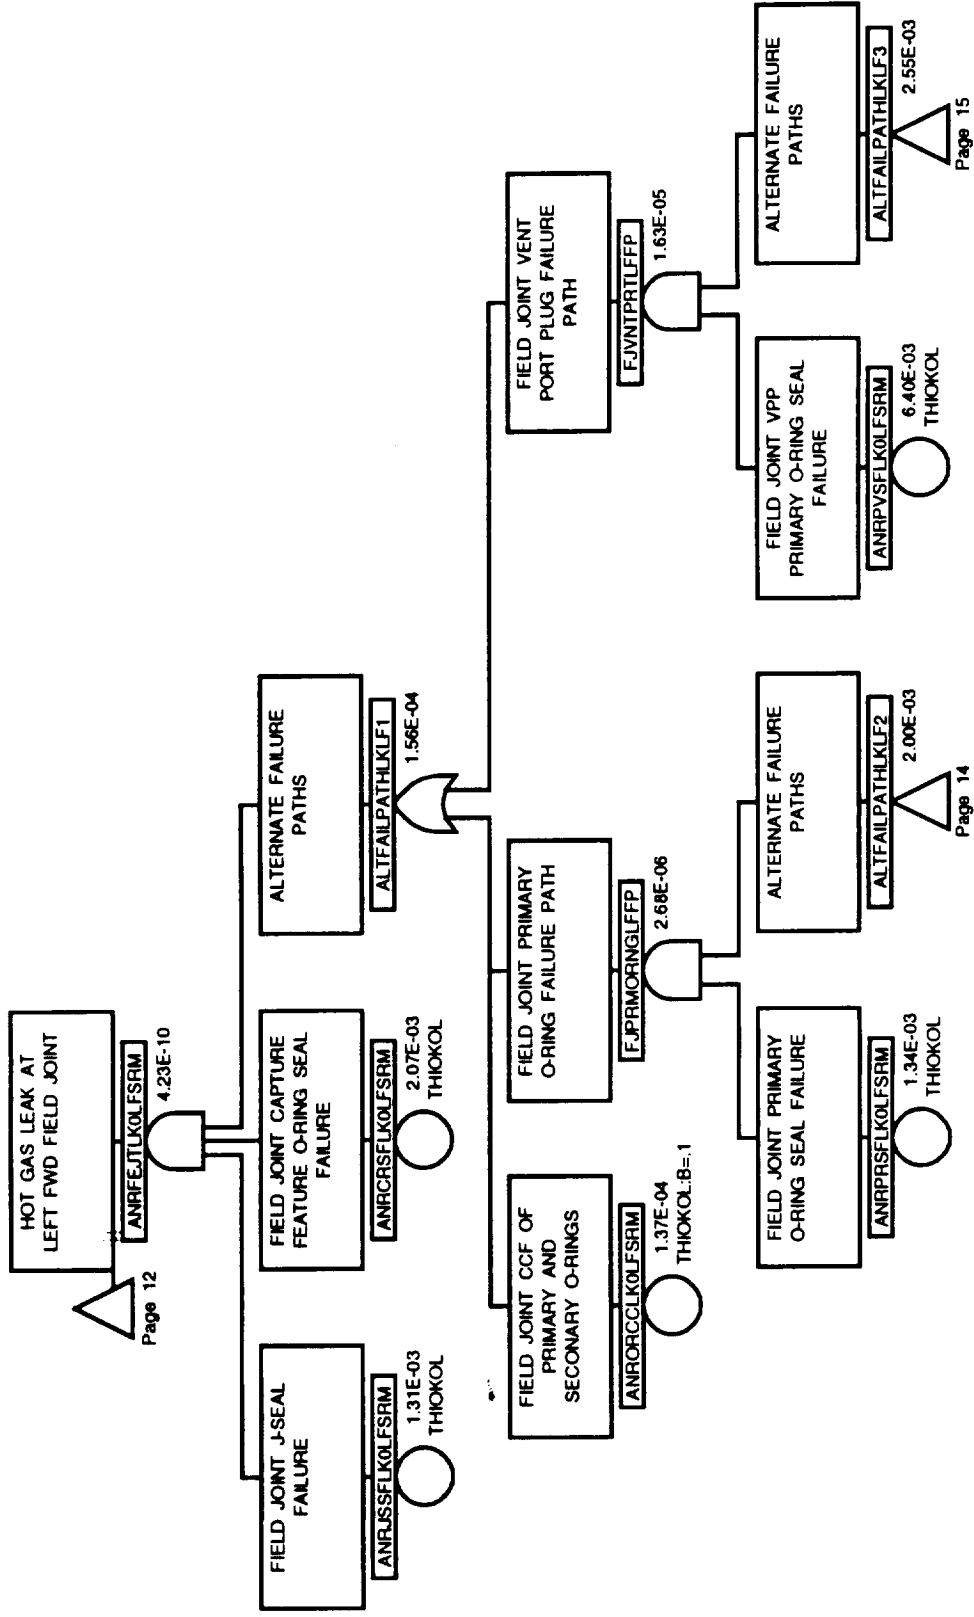 HOT GAS LEAK AT
LEFT FWD FIELD JOINT
ANRFEJTLK0LFSRM
4.23E-10
Page 12
FIELD JOINT J-SEAL
FAILURE
ANRJSSFLK0LFSRM
1.31E-03
THIOKOL
FIELD JOINT CAPTURE
FEATURE O-RING SEAL
FAILURE
ANRCRSFLK0LFSRM
2.07E-03
THIOKOL
ALTERNATE FAILURE
PATHS
ALTFAILPATHLKLF1
1.56E-04
FIELD JOINT CCF OF
PRIMARY AND
SECONARY O-RINGS
ANRORCCLK0LFSRM
1.37E-04
THIOKOL:B=.1
FIELD JOINT PRIMARY
O-RING FAILURE PATH
FJPRMORNGLFFP
2.68E-06
FIELD JOINT VENT
PORT PLUG FAILURE
PATH
FJVNTPRTLFFP
1.63E-05
FIELD JOINT PRIMARY
O-RING SEAL FAILURE
ANRPRSFLK0LFSRM
1.34E-03
THIOKOL
ALTERNATE FAILURE
PATHS
ALTFAILPATHLKLF2
2.00E-03
Page 14
FIELD JOINT VPP
PRIMARY O-RING SEAL
FAILURE
ANRPVSFLK0LFSRM
6.40E-03
THIOKOL
ALTERNATE FAILURE
PATHS
ALTFAILPATHLKLF3
2.55E-03
Page 15